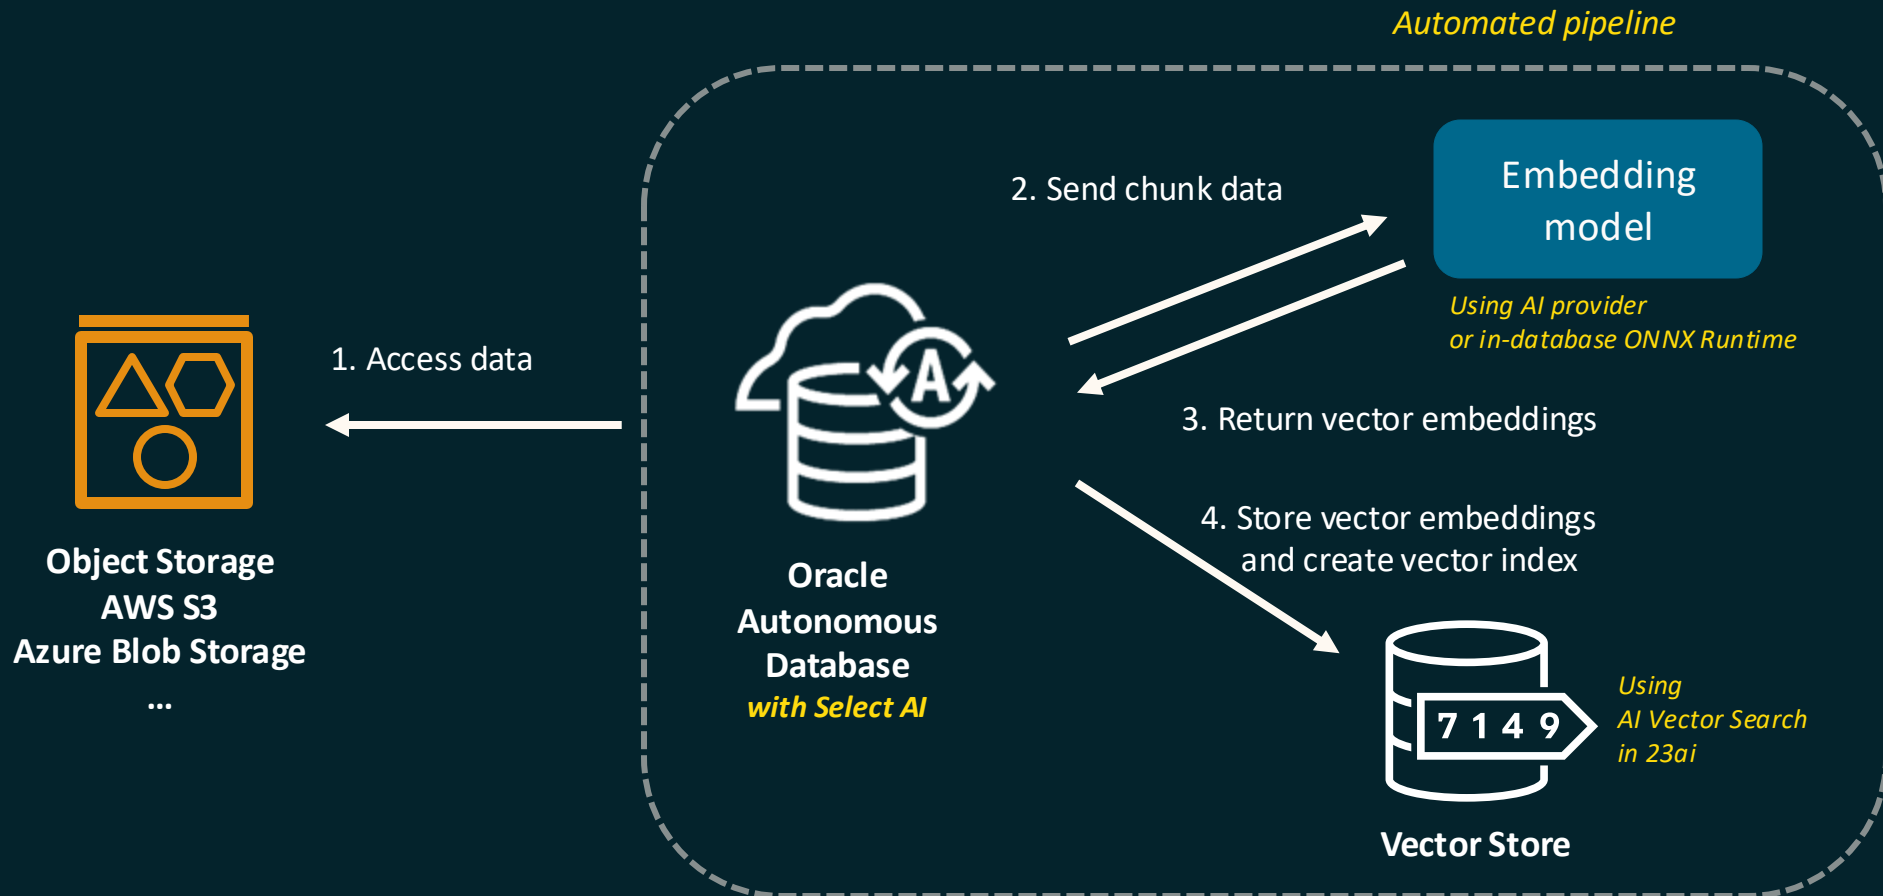 Automated pipeline
2. Send chunk data
Embedding
model
Using AI provider
or in-database ONNX Runtime
1. Access data
A
3. Return vector embeddings
4. Store vector embeddings
and create vector index
Object Storage
AWS S3
Azure Blob Storage
...
Oracle
Autonomous
Database
with Select AI
7 1 4 9
Using
AI Vector Search
in 23ai
Vector Store